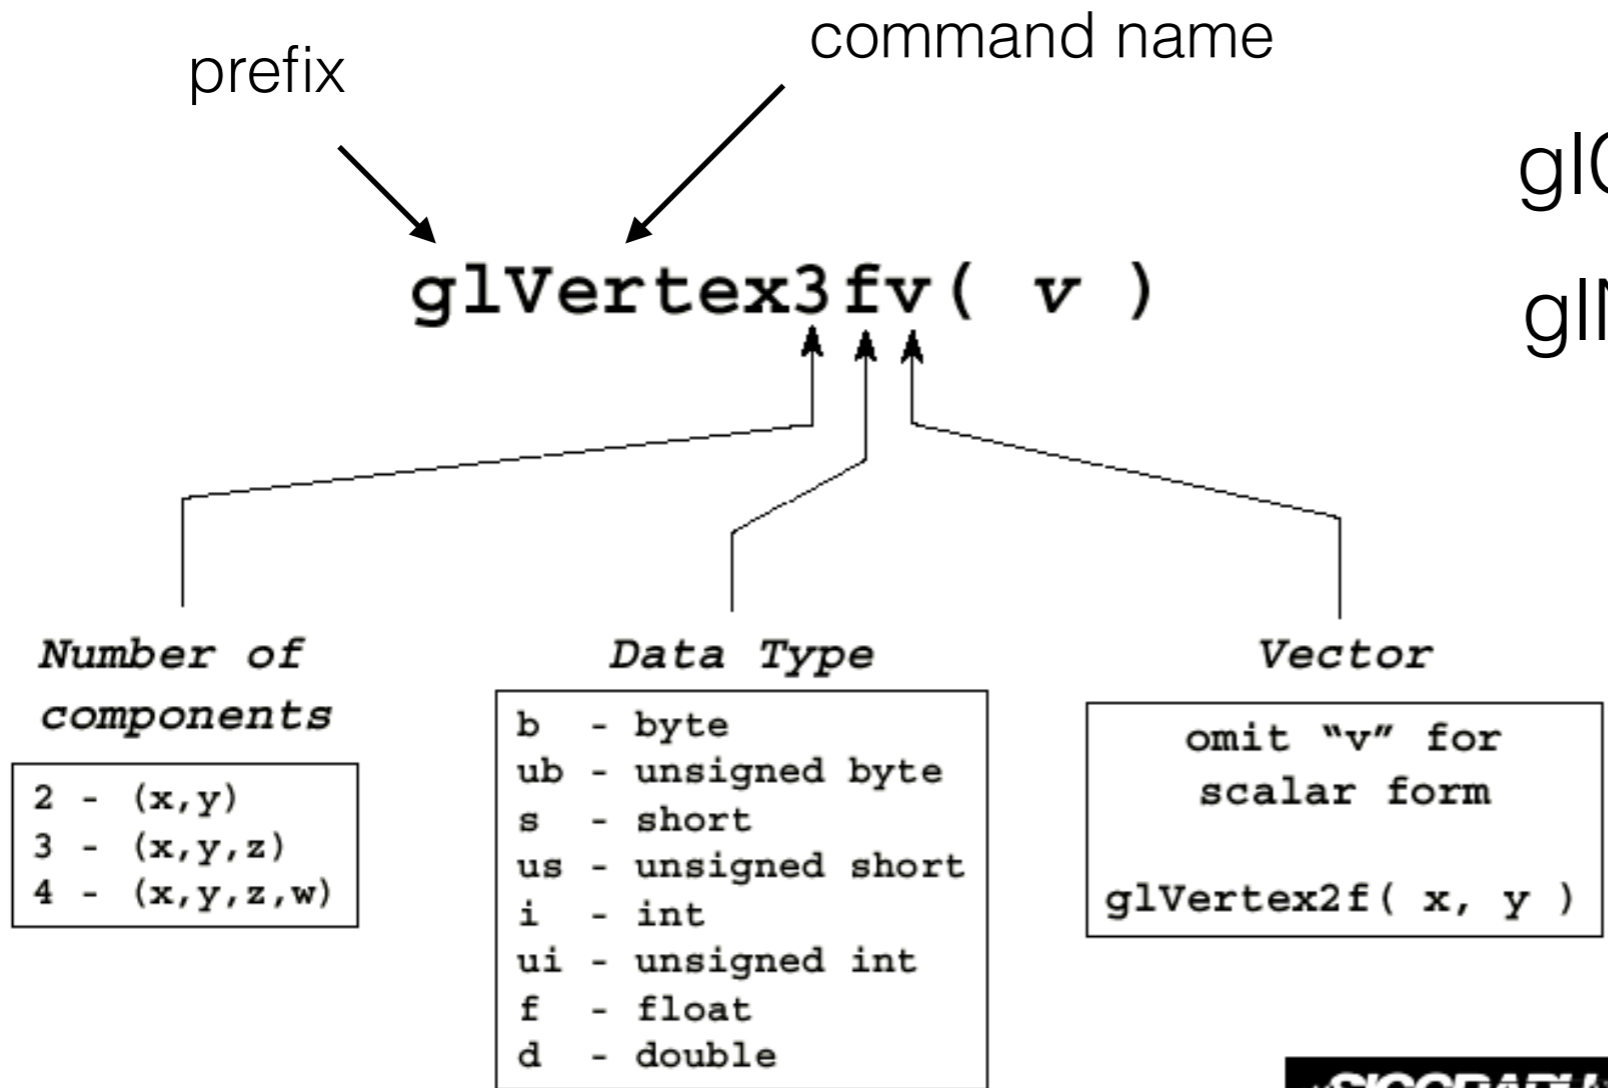 prefix
command name
glVertex3fv( v )
Number of
components
2 - (x,y)
3 - (x,y,z)
4 - (x,y,z,w)
Data Type
b - byte
ub - unsigned byte
s - short
us - unsigned short
i - int
ui - unsigned int
f - float
d - double
Vector
omit “v” for
scalar form
glVertex2f( x, y )